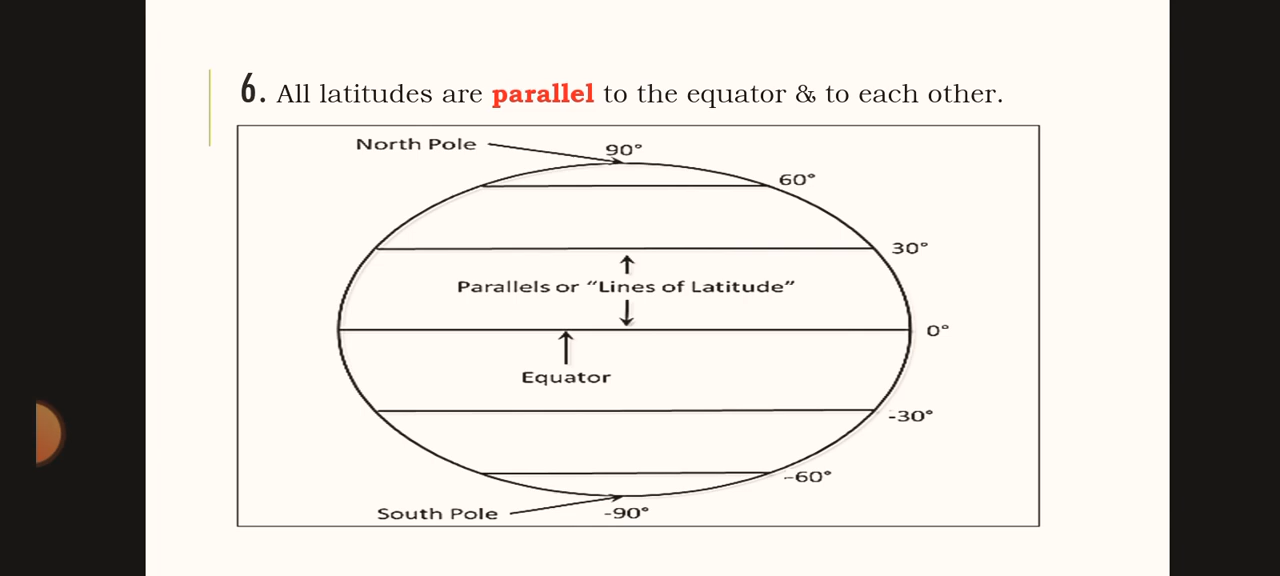 6. All latitudes are parallel to the equator & to each other.
North Pole
90°
60°
30°
Parallels or “Lines of Latitude”
0°
Equator
-30°
-60°
South Pole
-90°